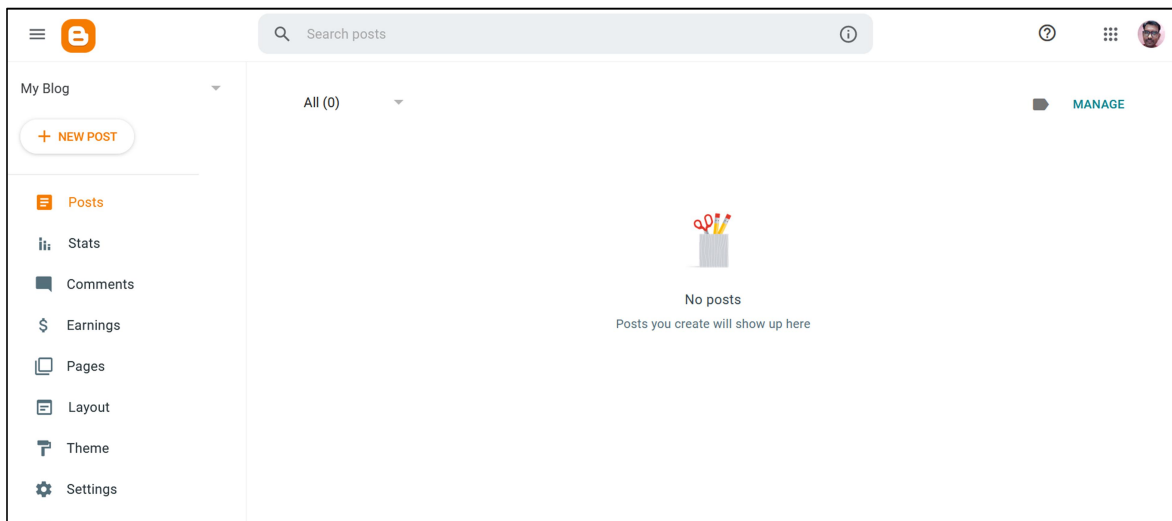 Search posts
My Blog
All (0)
MANAGE
+ NEW POST
Posts
Stats
Comments
Earnings
Pages
Layout
Theme
Settings
No posts
Posts you create will show up here